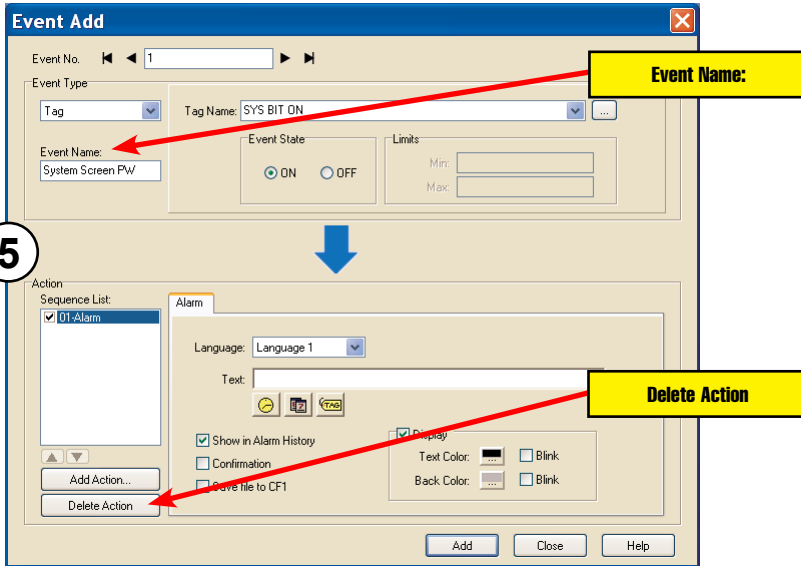 Event Add
Event No. 1
Event Type
Event Name:
Tag
Tag Name: SYS BIT ON ...
Event Name:
System Screen PW
Event State
ON OFF
Limits
Min:
Max:
5
Action
Sequence List:
01-Alarm
Alarm
Language: Language 1
Text:
TAG
Delete Action
Show in Alarm History
Confirmation
Save file to CF1
Display
Text Color: ... Blink
Back Color: ... Blink
Add Action...
Delete Action
Add Close Help